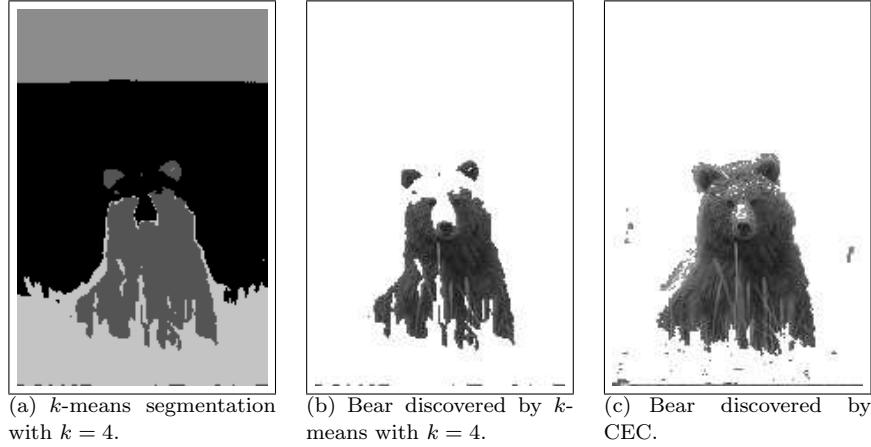 (a) k-means segmentation
with k = 4.
(b) Bear discovered by k-
means with k = 4.
(c) Bear discovered by
CEC.